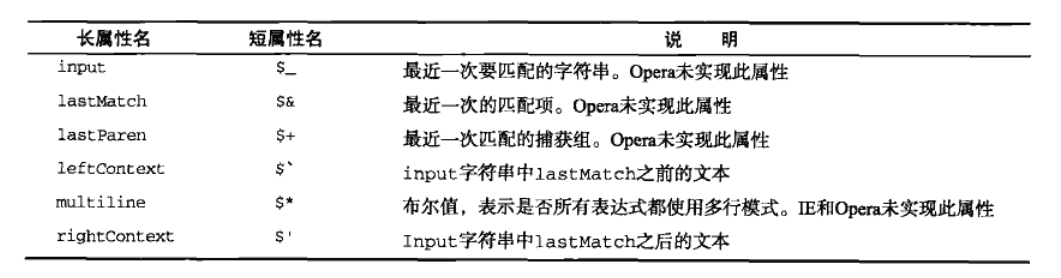 长属性名 短属性名 说 明
input $_ 最近一次要匹配的字符串。Opera未实现此属性
lastMatch $& 最近一次的匹配项。Opera未实现此属性
lastParen $+ 最近一次匹配的捕获组。Opera未实现此属性
leftContext $` input字符串中lastMatch之前的文本
multiline $* 布尔值，表示是否所有表达式都使用多行模式。IE和Opera未实现此属性
rightContext $' Input字符串中lastMatch之后的文本